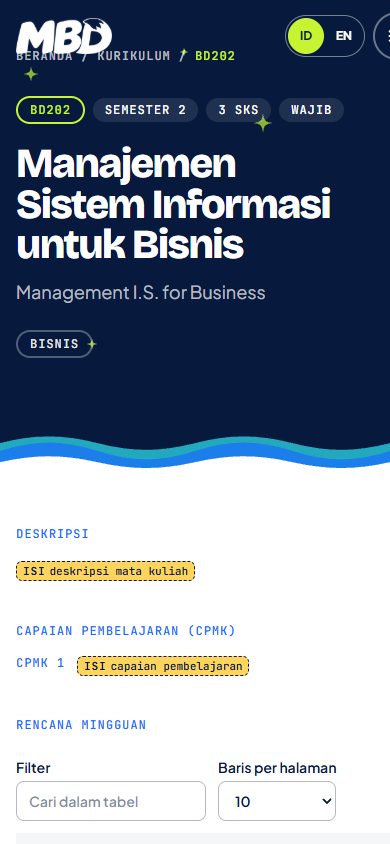 MBD
ID EN
BERANDA / KURIKULUM / BD202
BD202 SEMESTER 2 3 SKS WAJIB
Manajemen
Sistem Informasi
untuk Bisnis
Management I.S. for Business
BISNIS
DESKRIPSI
ISI deskripsi mata kuliah
CAPAIAN PEMBELAJARAN (CPMK)
CPMK 1 ISI capaian pembelajaran
RENCANA MINGGUAN
Filter Baris per halaman
Cari dalam tabel 10